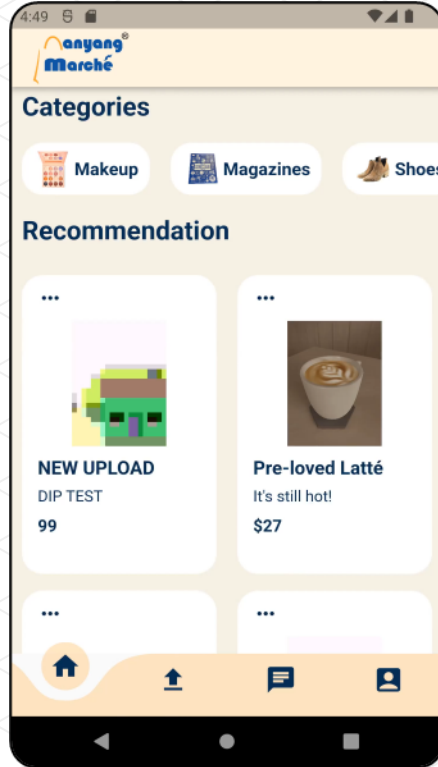 4:49
anyang®
Marché
Categories
Makeup
Magazines
Shoes
Recommendation
...
...
NEW UPLOAD
DIP TEST
99
Pre-loved Latté
It's still hot!
$27
...
...